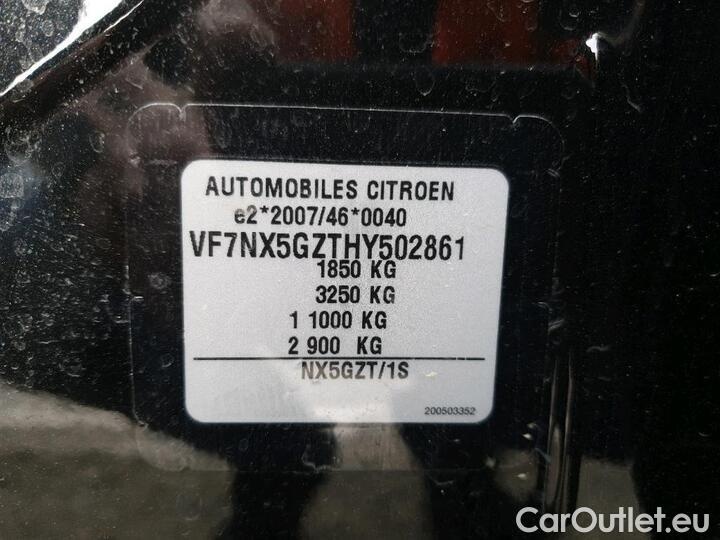 AUTOMOBILES CITROEN
e2*2007/46*0040
VF7NX5GZTHY502861
1850 KG
3250 KG
1 1000 KG
2 900 KG
NX5GZT/1S
200503352
CarOutlet.eu